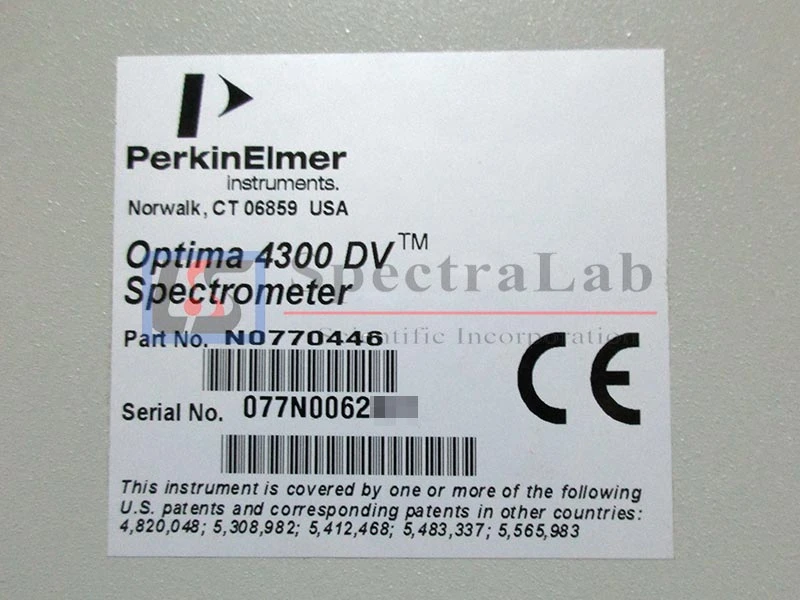 PerkinElmer
instruments.
Norwalk, CT 06859 USA
Optima 4300 DV™
Spectrometer
SpectraLab
Scientific Incorporation
Part No. N0770446
Serial No. 077N0062
CE
This instrument is covered by one or more of the following
U.S. patents and corresponding patents in other countries:
4,820,048; 5,308,982; 5,412,468; 5,483,337; 5,565,983